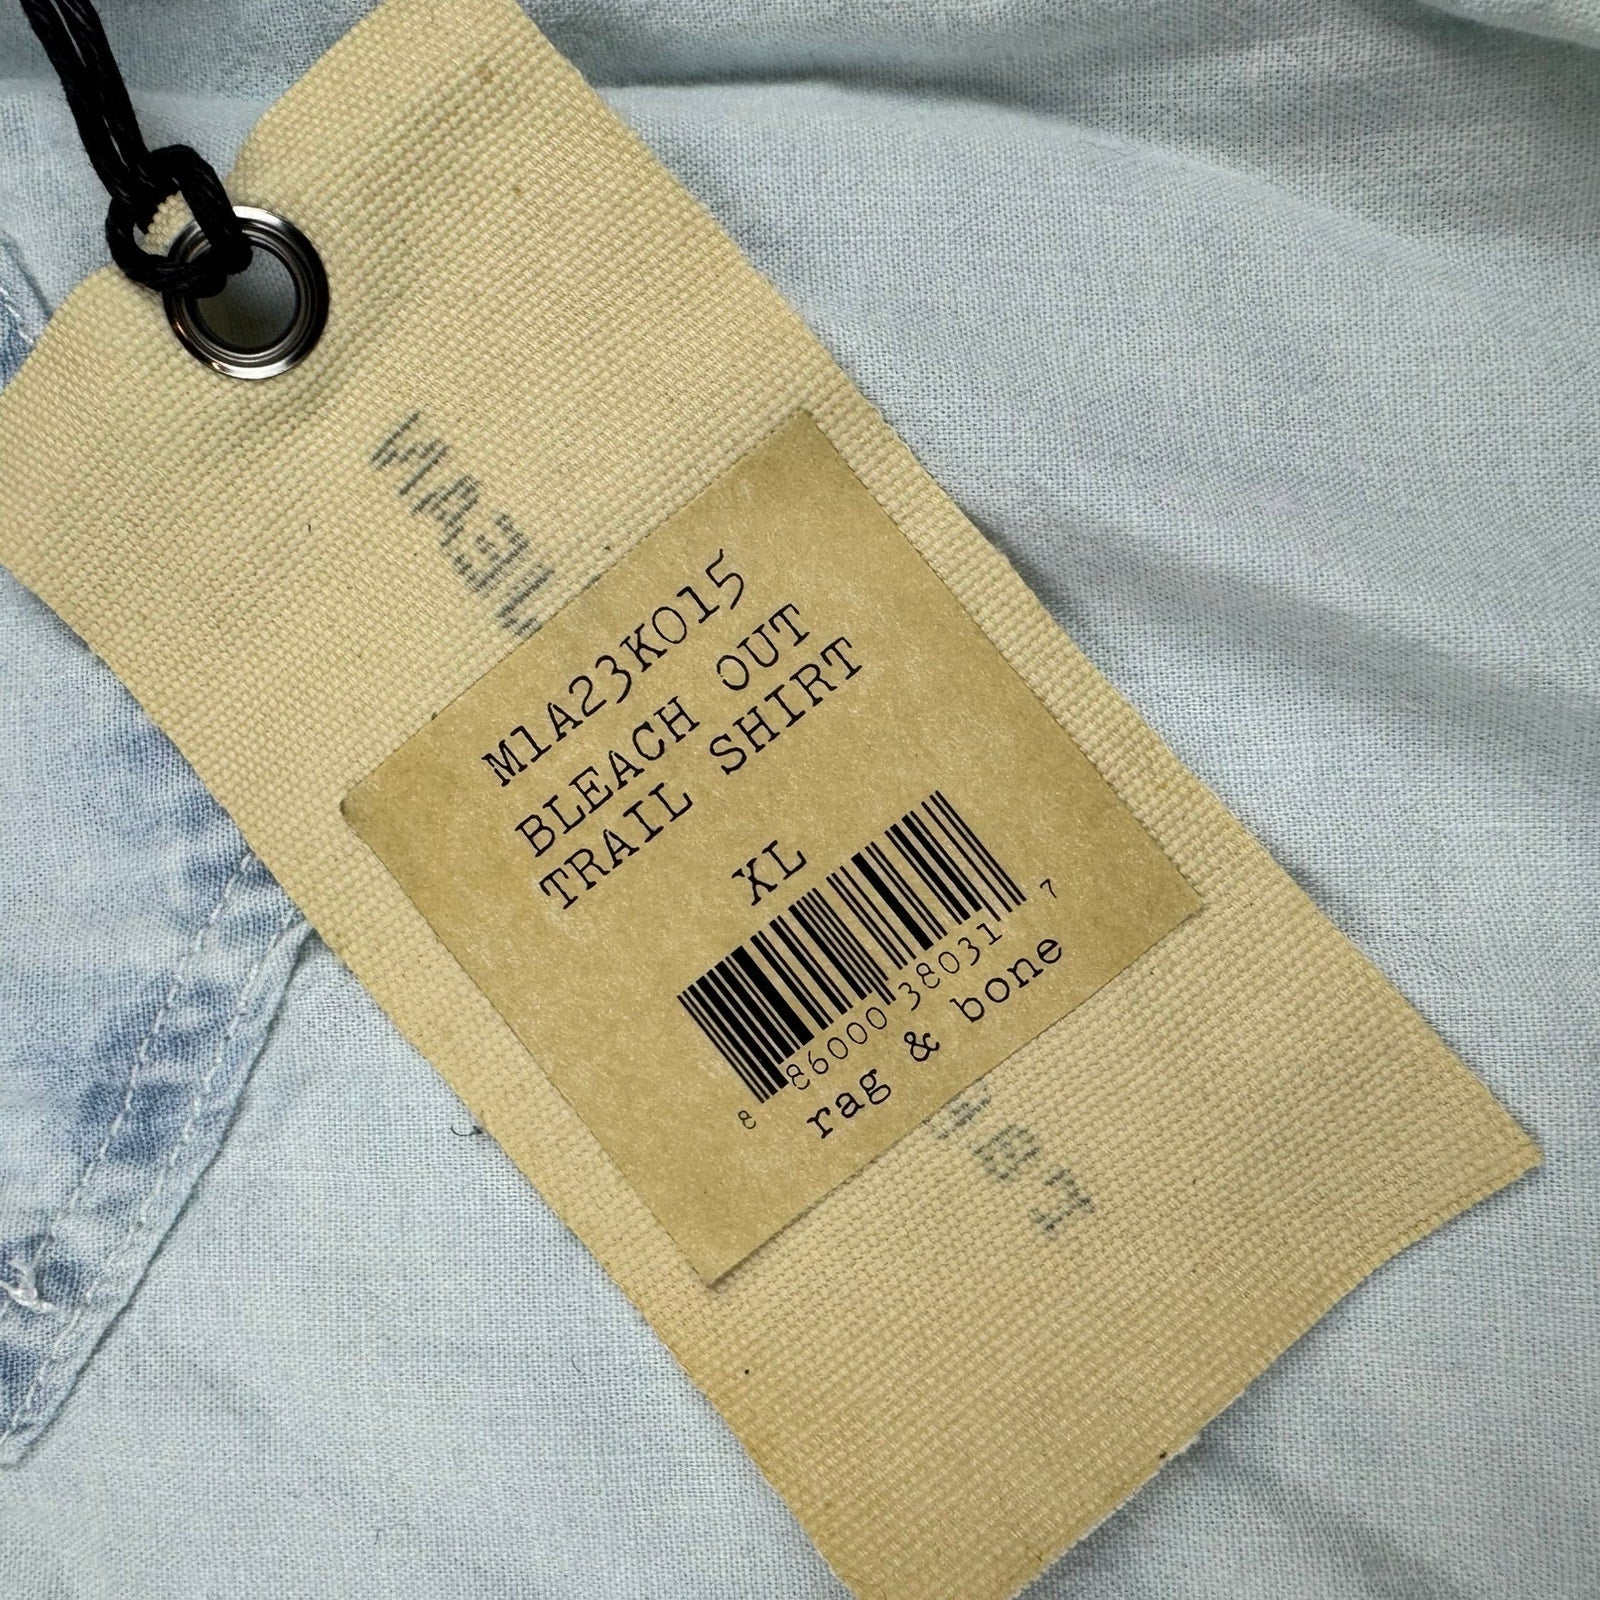 M1A23K015
BLEACH OUT
TRAIL SHIRT
XL
8 86000 38031 7
rag & bone